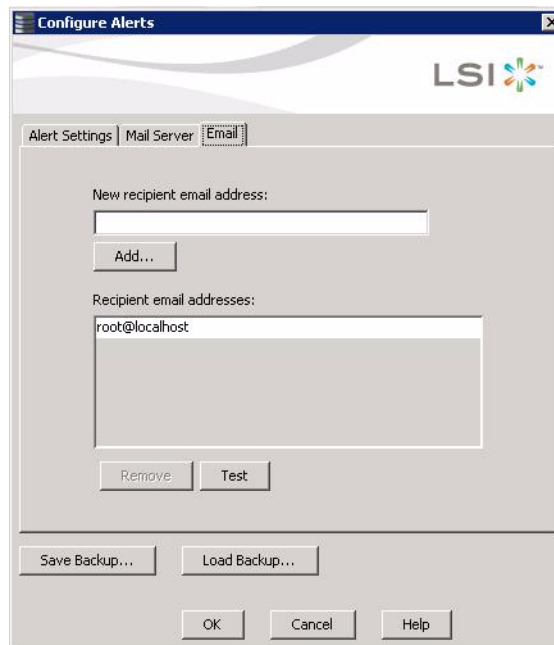 Configure Alerts
LSI
Alert Settings Mail Server Email
New recipient email address:
Add...
Recipient email addresses:
root@localhost
Remove Test
Save Backup... Load Backup...
OK Cancel Help